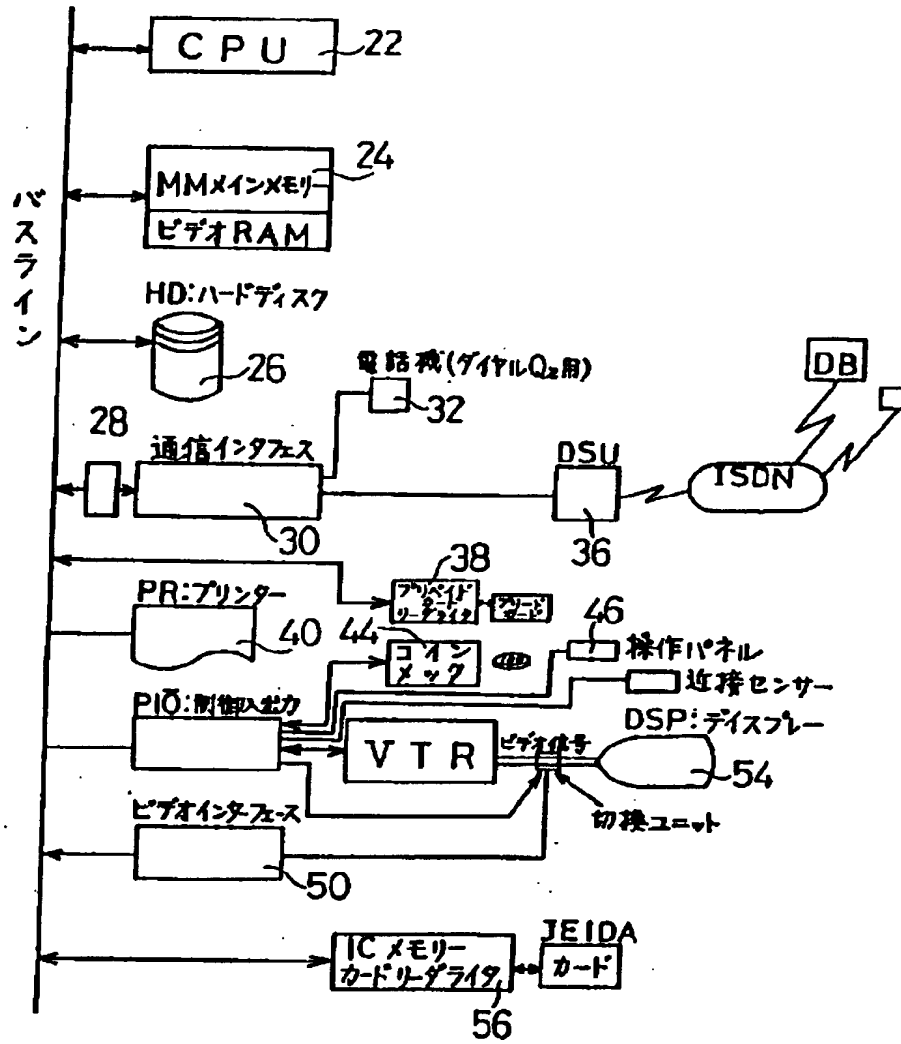 CPU
22
バスライン
24
MMメインメモリー
ビデオRAM
HD:ハードディスク
26
電話機(ダイヤルQ₂用)
32
DB
28
通信インタフェス
30
DSU
36
ISDN
38
プリペイド
カード
リーダライタ
カード
PR:プリンター
40
44
コイン
メック
46
操作パネル
近接センサー
PIO:制御入出力
VTR
ビデオ信号
DSP:デイスプレー
54
切換ユニット
ビデオインターフェース
50
ICメモリー
カードリーダライタ
56
JEIDA
カード